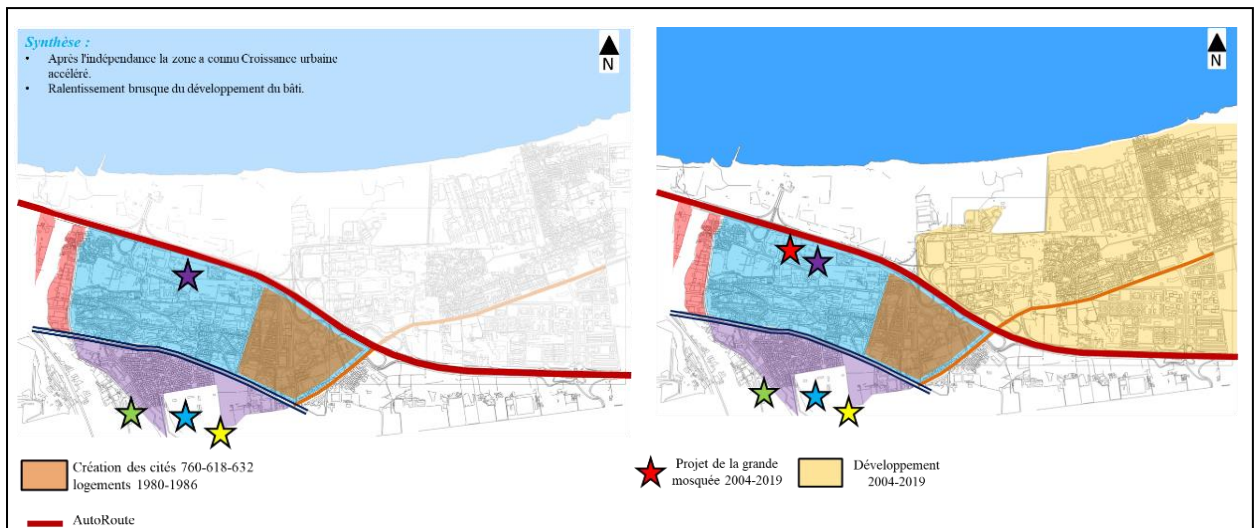 Synthèse :
• Après l'indépendance la zone a connu Croissance urbaine
accéléré.
• Ralentissement brusque du développement du bâti.
N
N
Création des cités 760-618-632
logements 1980-1986
AutoRoute
Projet de la grande
mosquée 2004-2019
Développement
2004-2019